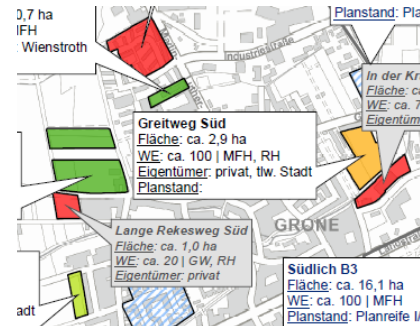 0,7 ha
MFH
: Wienstroth
Planstand: Pla
Industriestraße
In der Kr
Fläche: ca
WE: ca. 7
Eigentüme
Greitweg Süd
Fläche: ca. 2,9 ha
WE: ca. 100 | MFH, RH
Eigentümer: privat, tlw. Stadt
Planstand:
Lange Rekesweg Süd
Fläche: ca. 1,0 ha
WE: ca. 20 | GW, RH
Eigentümer: privat
GRONE
adt
Südlich B3
Fläche: ca. 16,1 ha
WE: ca. 100 | MFH
Planstand: Planreife